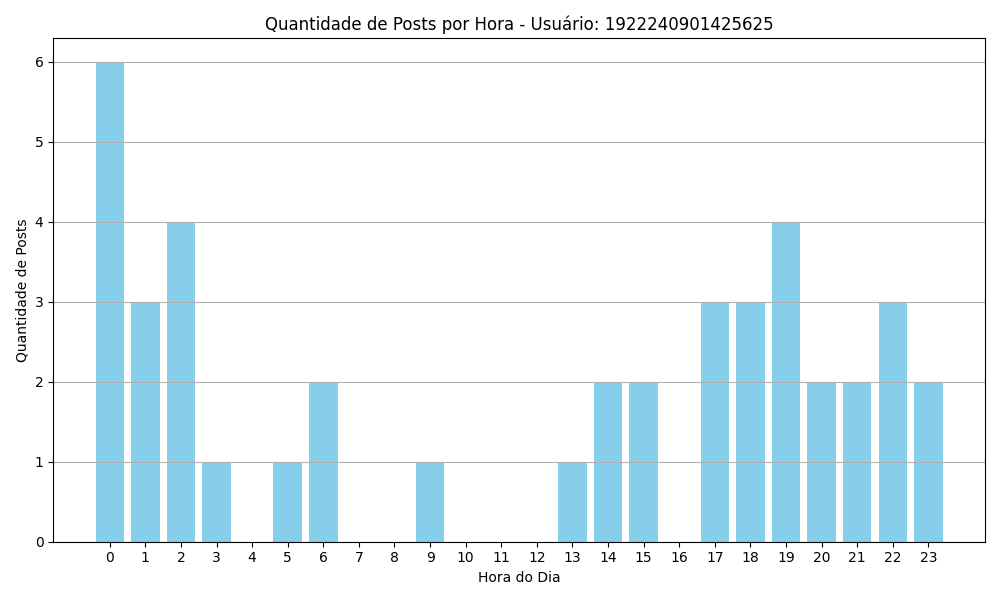 Quantidade de Posts por Hora - Usuário: 1922240901425625
Quantidade de Posts
6
5
4
3
2
1
0
0 1 2 3 4 5 6 7 8 9 10 11 12 13 14 15 16 17 18 19 20 21 22 23
Hora do Dia